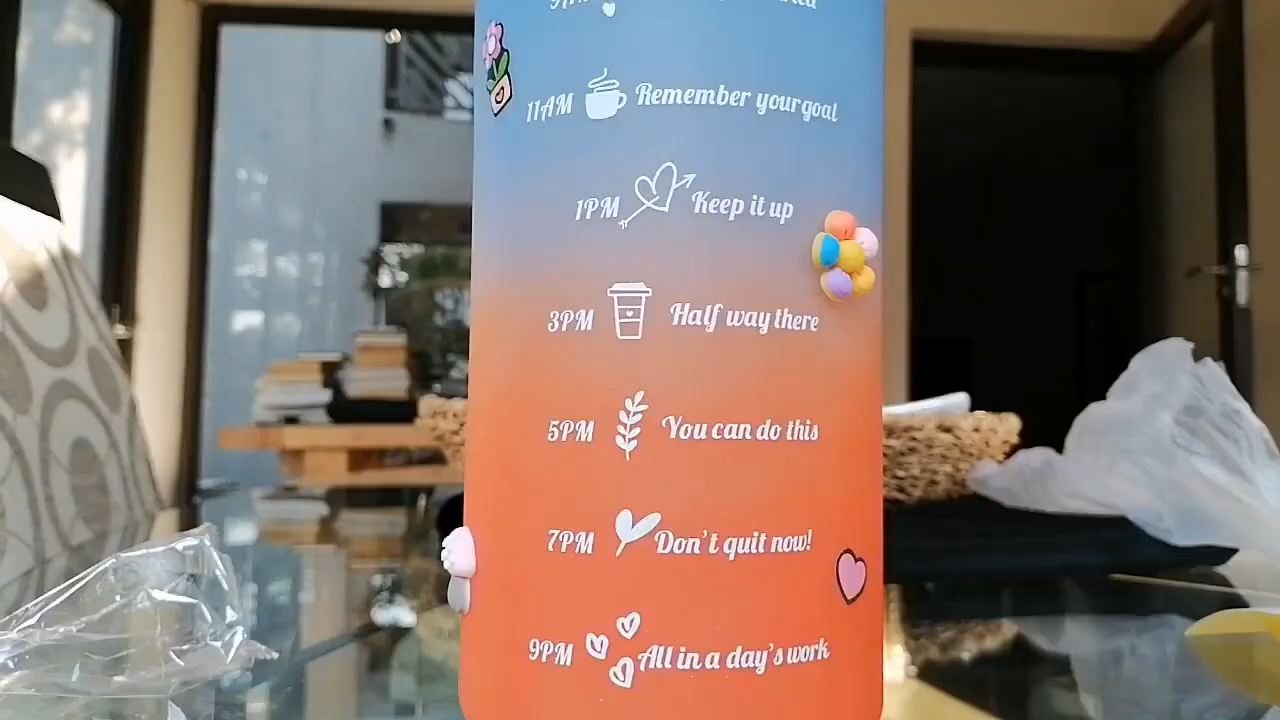 11AM Remember your goal
1PM Keep it up
3PM Half way there
5PM You can do this
7PM Don't quit now!
9PM All in a day's work